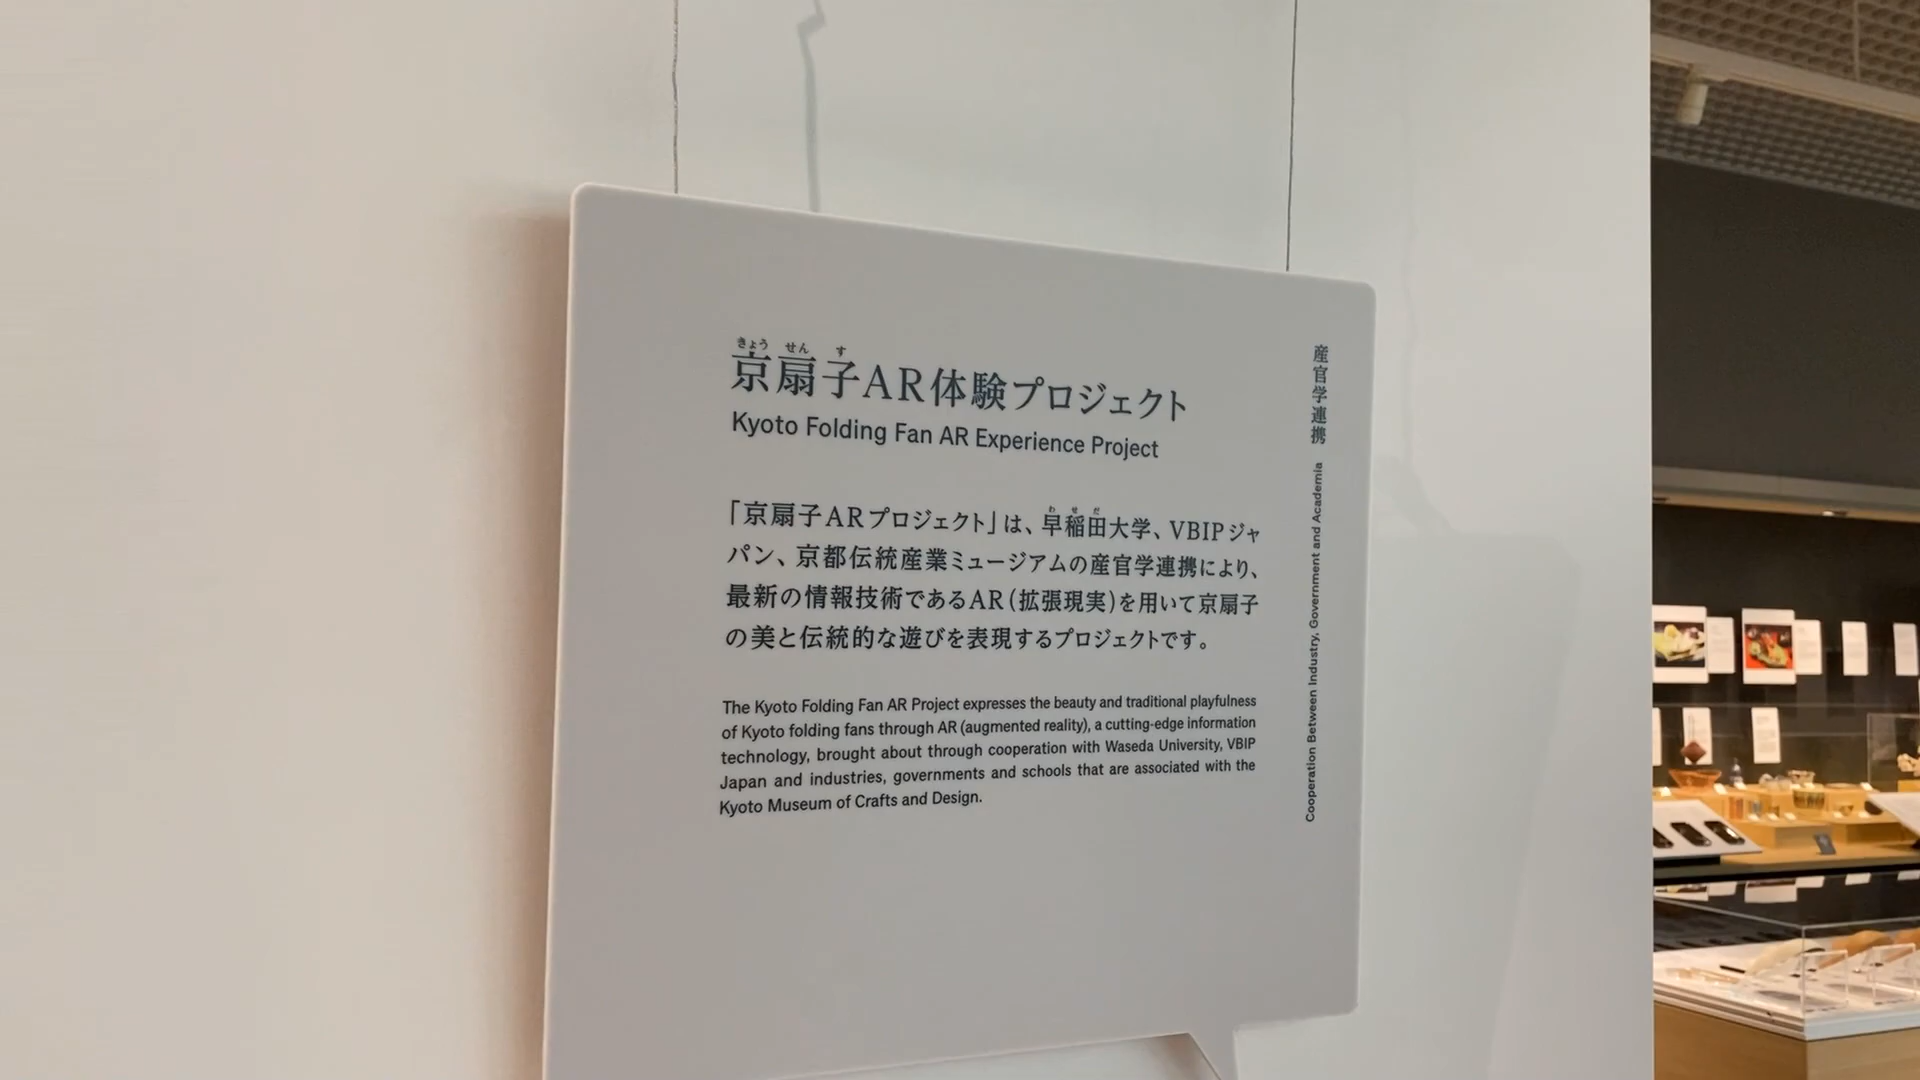 きょう せん す
京扇子AR体験プロジェクト
Kyoto Folding Fan AR Experience Project
わ せ だ
「京扇子ARプロジェクト」は、早稲田大学、VBIPジャ
パン、京都伝統産業ミュージアムの産官学連携により、
最新の情報技術であるAR(拡張現実)を用いて京扇子
の美と伝統的な遊びを表現するプロジェクトです。
The Kyoto Folding Fan AR Project expresses the beauty and traditional playfulness
of Kyoto folding fans through AR (augmented reality), a cutting-edge information
technology, brought about through cooperation with Waseda University, VBIP
Japan and industries, governments and schools that are associated with the
Kyoto Museum of Crafts and Design.
産官学連携
Cooperation Between Industry, Government and Academia